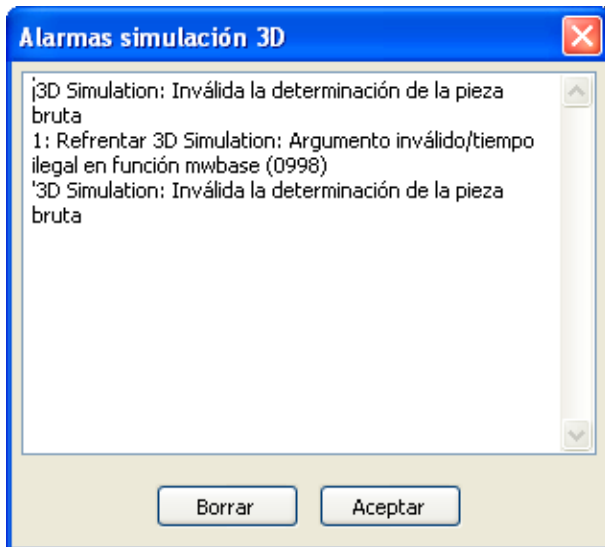 Alarmas simulación 3D
'3D Simulation: Inválida la determinación de la pieza
bruta
1: Refrentar 3D Simulation: Argumento inválido/tiempo
ilegal en función mwbase (0998)
'3D Simulation: Inválida la determinación de la pieza
bruta
Borrar
Aceptar